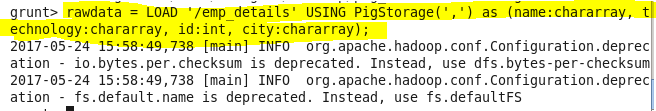 grunt> rawdata = LOAD '/emp_details' USING PigStorage(',') as (name:chararray, t
echnology:chararray, id:int, city:chararray);
2017-05-24 15:58:49,738 [main] INFO  org.apache.hadoop.conf.Configuration.deprec
ation - io.bytes.per.checksum is deprecated. Instead, use dfs.bytes-per-checksum
2017-05-24 15:58:49,738 [main] INFO  org.apache.hadoop.conf.Configuration.deprec
ation - fs.default.name is deprecated. Instead, use fs.defaultFS